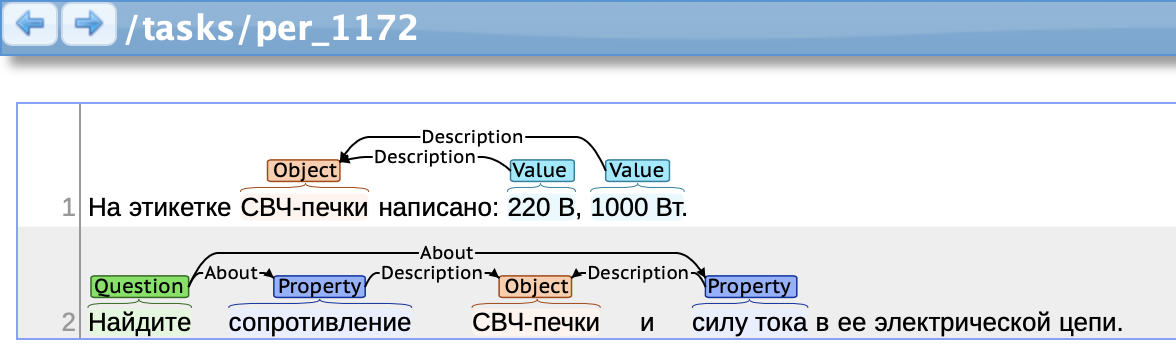 /tasks/per_1172
Description
Description
Object Value Value
1 На этикетке СВЧ-печки написано: 220 В, 1000 Вт.
About
About Description Description
Question Property Object Property
2 Найдите сопротивление СВЧ-печки и силу тока в ее электрической цепи.